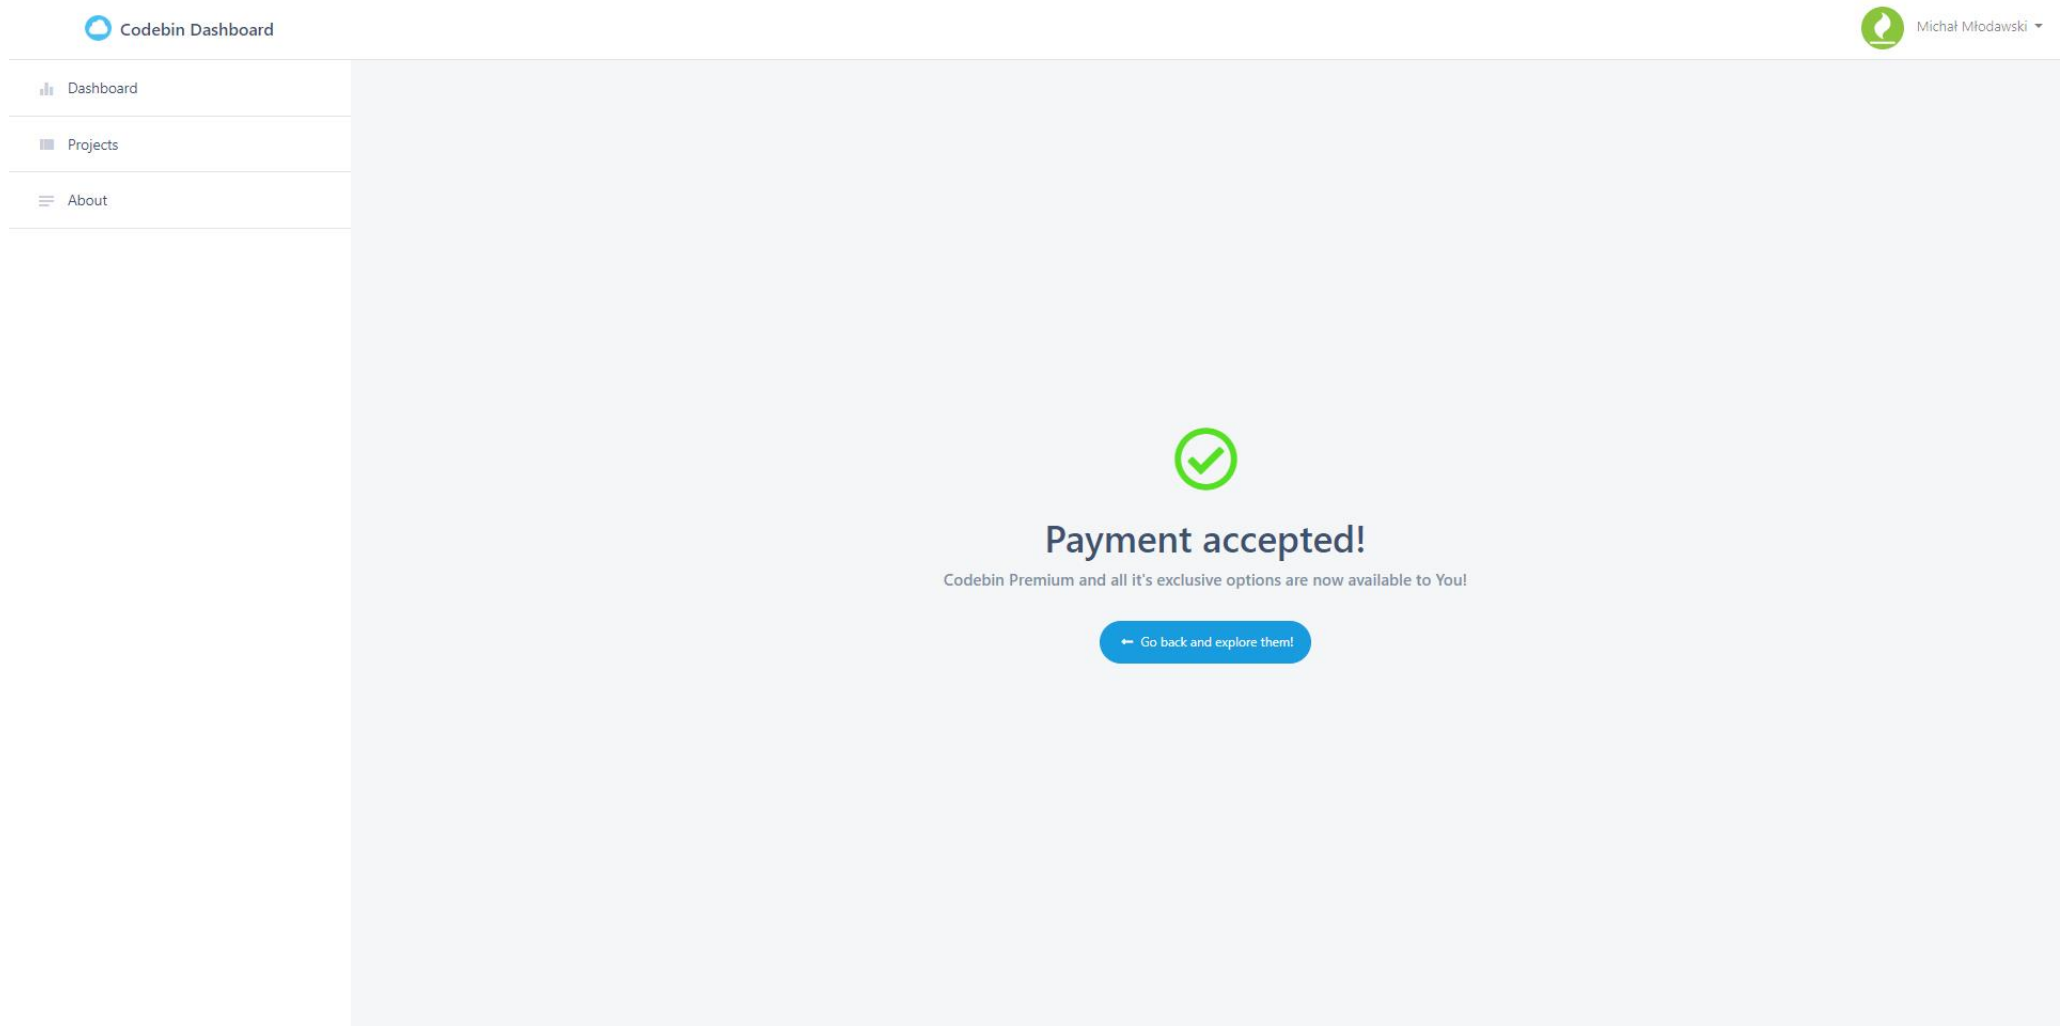 Codebin Dashboard
Michał Młodawski
Dashboard
Projects
About
Payment accepted!
Codebin Premium and all it's exclusive options are now available to You!
Go back and explore them!